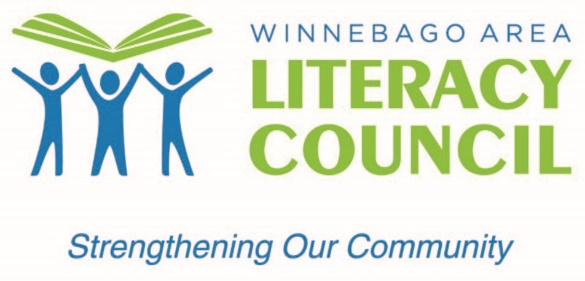 WINNEBAGO AREA
LITERACY
COUNCIL
Strengthening Our Community